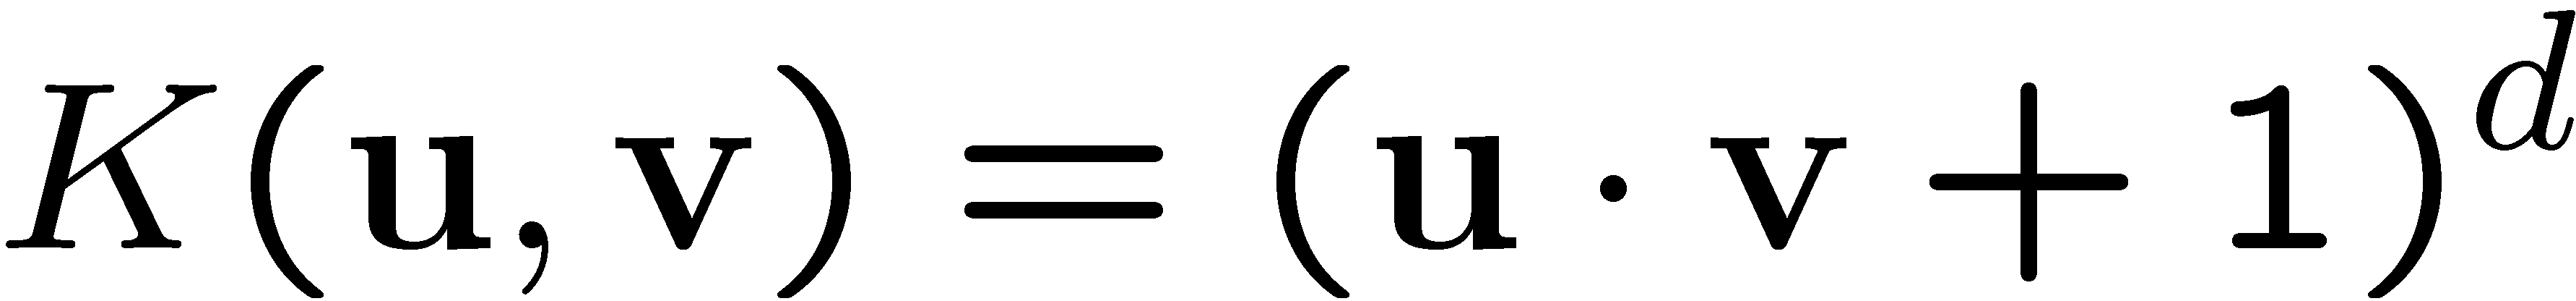 K(u, v) = (u · v + 1)^d